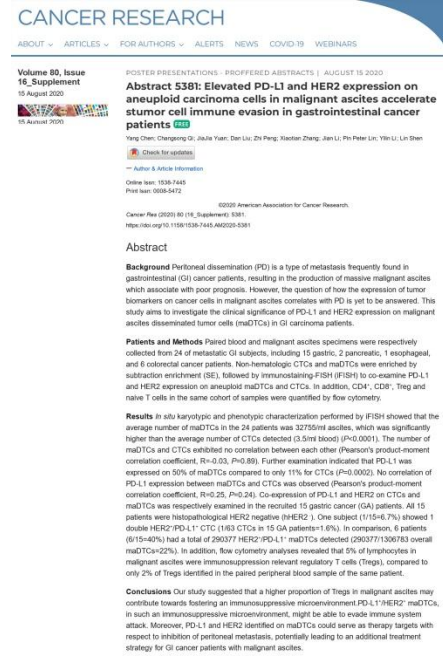 CANCER RESEARCH
ABOUT ARTICLES FOR AUTHORS ALERTS NEWS COVID-19 WEBINARS
Volume 80, Issue
16_Supplement
15 August 2020
15 August 2020
POSTER PRESENTATIONS - PROFFERED ABSTRACTS | AUGUST 15 2020
Abstract 5381: Elevated PD-L1 and HER2 expression on
aneuploid carcinoma cells in malignant ascites accelerate
stumor cell immune evasion in gastrointestinal cancer
patients FREE
Yang Chen; Changsong Qi; JiaJia Yuan; Dan Liu; Zhi Peng; Xiaotian Zhang; Jian Li; Pin Peter Lin; Yilin Li; Lin Shen
Check for updates
Author & Article Information
Online Issn: 1538-7445
Print Issn: 0008-5472
©2020 American Association for Cancer Research.
Cancer Res (2020) 80 (16_Supplement): 5381.
https://doi.org/10.1158/1538-7445.AM2020-5381
Abstract
Background Peritoneal dissemination (PD) is a type of metastasis frequently found in
gastrointestinal (GI) cancer patients, resulting in the production of massive malignant ascites
which associate with poor prognosis. However, the question of how the expression of tumor
biomarkers on cancer cells in malignant ascites correlates with PD is yet to be answered. This
study aims to investigate the clinical significance of PD-L1 and HER2 expression on malignant
ascites disseminated tumor cells (maDTCs) in GI carcinoma patients.
Patients and Methods Paired blood and malignant ascites specimens were respectively
collected from 24 of metastatic GI subjects, including 15 gastric, 2 pancreatic, 1 esophageal,
and 6 colorectal cancer patients. Non-hematologic CTCs and maDTCs were enriched by
subtraction enrichment (SE), followed by immunostaining-FISH (iFISH) to co-examine PD-L1
and HER2 expression on aneuploid maDTCs and CTCs. In addition, CD4⁺, CD8⁺, Treg and
naive T cells in the same cohort of samples were quantified by flow cytometry.
Results In situ karyotypic and phenotypic characterization performed by iFISH showed that the
average number of maDTCs in the 24 patients was 32755/ml ascites, which was significantly
higher than the average number of CTCs detected (3.5/ml blood) (P<0.0001). The number of
maDTCs and CTCs exhibited no correlation between each other (Pearson's product-moment
correlation coefficient, R=-0.03, P=0.89). Further examination indicated that PD-L1 was
expressed on 50% of maDTCs compared to only 11% for CTCs (P=0.0002). No correlation of
PD-L1 expression between maDTCs and CTCs was observed (Pearson's product-moment
correlation coefficient, R=0.25, P=0.24). Co-expression of PD-L1 and HER2 on CTCs and
maDTCs was respectively examined in the recruited 15 gastric cancer (GA) patients. All 15
patients were histopathological HER2 negative (hHER2⁻). One subject (1/15=6.7%) showed 1
double⁺HER2⁺/PD-L1⁺ CTC (1/63 CTCs in 15 GA patients=1.6%). In comparison, 6 patients
(6/15=40%) had a total of 290377 HER2⁺/PD-L1⁺ maDTCs detected (290377/1306783 overall
maDTCs=22%). In addition, flow cytometry analyses revealed that 5% of lymphocytes in
malignant ascites were immunosuppression relevant regulatory T cells (Tregs), compared to
only 2% of Tregs identified in the paired peripheral blood sample of the same patient.
Conclusions Our study suggested that a higher proportion of Tregs in malignant ascites may
contribute towards fostering an immunosuppressive microenvironment.PD-L1⁺/HER2⁺ maDTCs,
in such an immunosuppressive microenvironment, might be able to evade immune system
attack. Moreover, PD-L1 and HER2 identified on maDTCs could serve as therapy targets with
respect to inhibition of peritoneal metastasis, potentially leading to an additional treatment
strategy for GI cancer patients with malignant ascites.